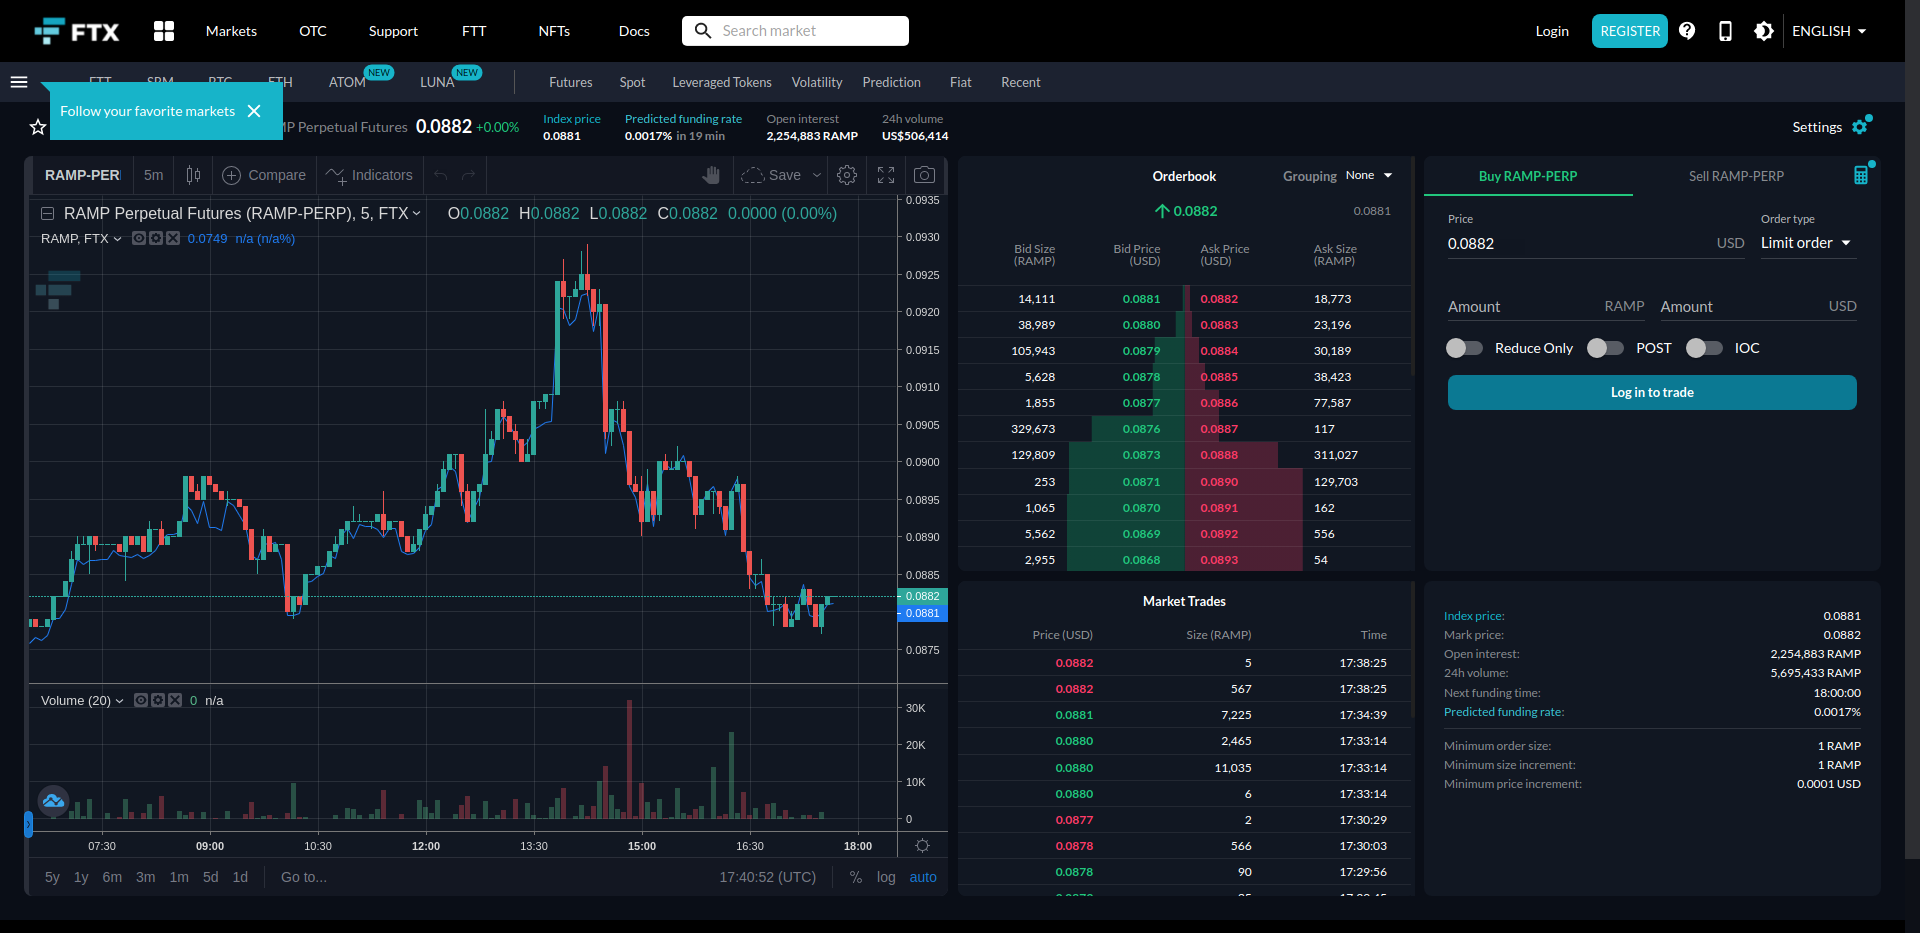 FTX
Markets OTC Support FTT NFTs Docs Search market Login REGISTER ENGLISH
ATOM NEW LUNA NEW Futures Spot Leveraged Tokens Volatility Prediction Fiat Recent
Follow your favorite markets
Perpetual Futures 0.0882 +0.00%
Index price 0.0881
Predicted funding rate 0.0017% in 19 min
Open interest 2,254,883 RAMP
24h volume US$506,414
Settings
RAMP-PER 5m Compare Indicators Save
RAMP Perpetual Futures (RAMP-PERP), 5, FTX O0.0882 H0.0882 L0.0882 C0.0882 0.0000 (0.00%)
RAMP, FTX 0.0749 n/a (n/a%)
0.0935
0.0930
0.0925
0.0920
0.0915
0.0910
0.0905
0.0900
0.0895
0.0890
0.0885
0.0882
0.0881
0.0875
Volume (20) 0 n/a
30K
20K
10K
0
07:30 09:00 10:30 12:00 13:30 15:00 16:30 18:00
5y 1y 6m 3m 1m 5d 1d Go to... 17:40:52 (UTC) % log auto
Orderbook Grouping None
0.0882 0.0881
Bid Size (RAMP) Bid Price (USD) Ask Price (USD) Ask Size (RAMP)
14,111 0.0881 0.0882 18,773
38,989 0.0880 0.0883 23,196
105,943 0.0879 0.0884 30,189
5,628 0.0878 0.0885 38,423
1,855 0.0877 0.0886 77,587
329,673 0.0876 0.0887 117
129,809 0.0873 0.0888 311,027
253 0.0871 0.0890 129,703
1,065 0.0870 0.0891 162
5,562 0.0869 0.0892 556
2,955 0.0868 0.0893 54
Market Trades
Price (USD) Size (RAMP) Time
0.0882 5 17:38:25
0.0882 567 17:38:25
0.0881 7,225 17:34:39
0.0880 2,465 17:33:14
0.0880 11,035 17:33:14
0.0880 6 17:33:14
0.0877 2 17:30:29
0.0878 566 17:30:03
0.0878 90 17:29:56
Buy RAMP-PERP Sell RAMP-PERP
Price Order type
0.0882 USD Limit order
Amount RAMP Amount USD
Reduce Only POST IOC
Log in to trade
Index price: 0.0881
Mark price: 0.0882
Open interest: 2,254,883 RAMP
24h volume: 5,695,433 RAMP
Next funding time: 18:00:00
Predicted funding rate: 0.0017%
Minimum order size: 1 RAMP
Minimum size increment: 1 RAMP
Minimum price increment: 0.0001 USD